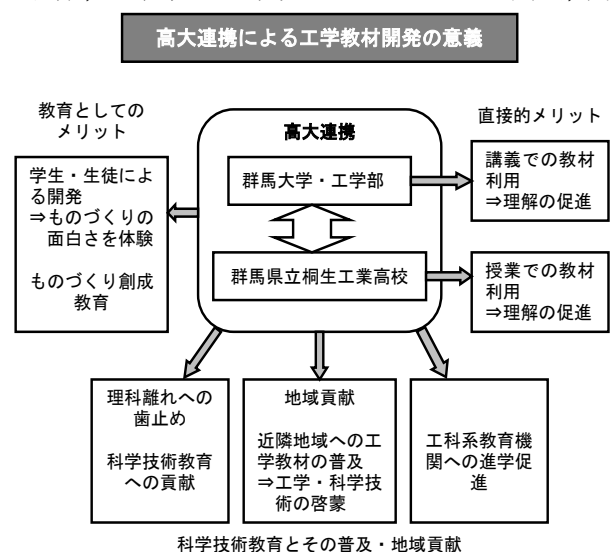 高大連携による工学教材開発の意義
教育としての
メリット
高大連携
直接的メリット
学生・生徒によ
る開発
⇒ものづくりの
面白さを体験
ものづくり創成
教育
群馬大学・工学部
群馬県立桐生工業高校
講義での教材
利用
⇒理解の促進
授業での教材
利用
⇒理解の促進
理科離れへの
歯止め
科学技術教育
への貢献
地域貢献
近隣地域への工
学教材の普及
⇒工学・科学技
術の啓蒙
工科系教育機
関への進学促
進
科学技術教育とその普及・地域貢献